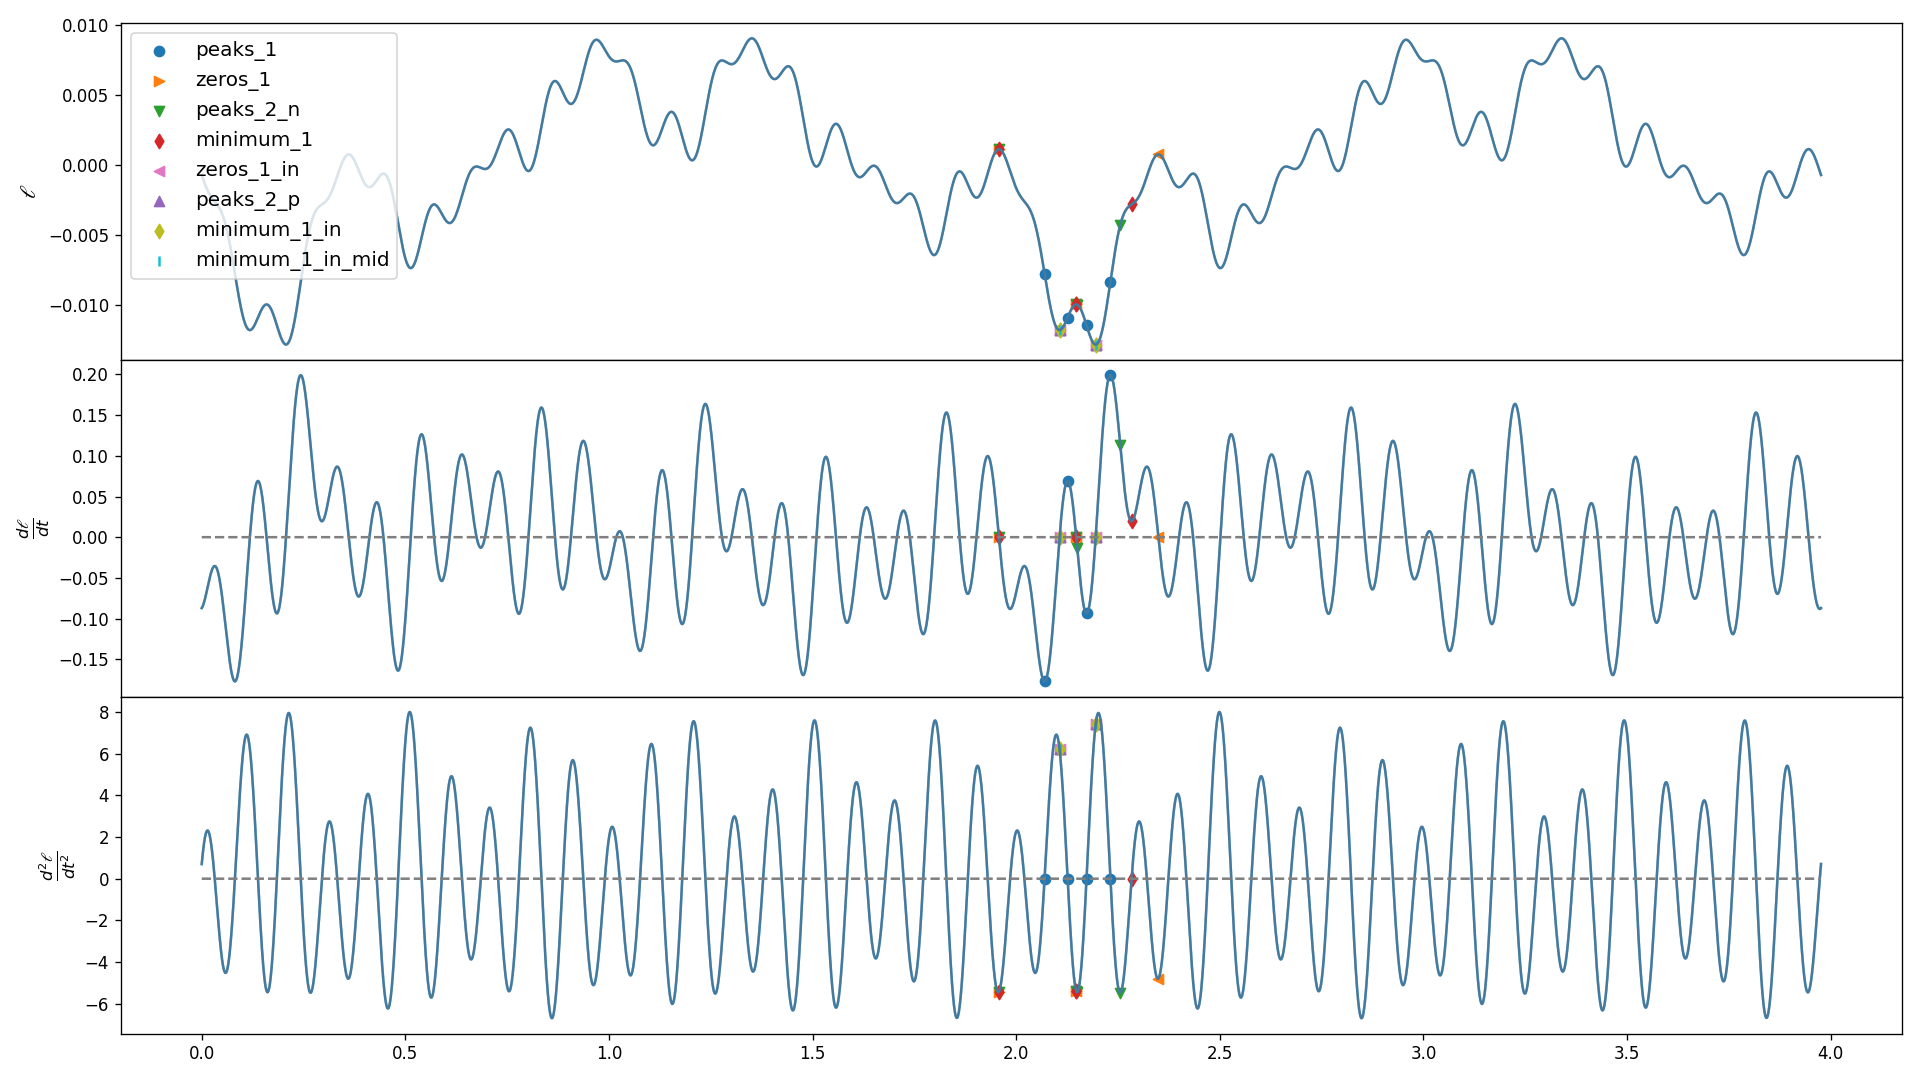 0.010
0.005
0.000
−0.005
−0.010
ℓ
peaks_1
zeros_1
peaks_2_n
minimum_1
zeros_1_in
peaks_2_p
minimum_1_in
minimum_1_in_mid
0.20
0.15
0.10
0.05
0.00
−0.05
−0.10
−0.15
dℓ
dt
8
6
4
2
0
−2
−4
−6
d²ℓ
dt²
0.0 0.5 1.0 1.5 2.0 2.5 3.0 3.5 4.0